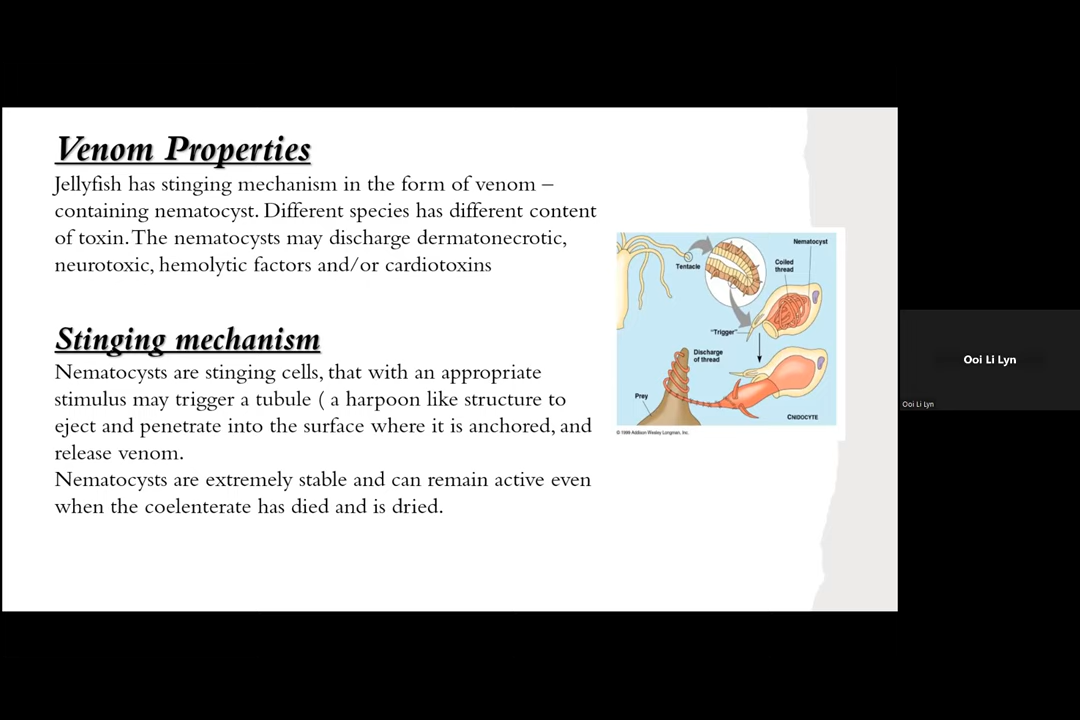 Venom Properties
Jellyfish has stinging mechanism in the form of venom –
containing nematocyst. Different species has different content
of toxin. The nematocysts may discharge dermatonecrotic,
neurotoxic, hemolytic factors and/or cardiotoxins
Stinging mechanism
Nematocysts are stinging cells, that with an appropriate
stimulus may trigger a tubule ( a harpoon like structure to
eject and penetrate into the surface where it is anchored, and
release venom.
Nematocysts are extremely stable and can remain active even
when the coelenterate has died and is dried.
Nematocyst
Coiled
thread
Tentacle
"Trigger"
Discharge
of thread
Prey
CNIDOCYTE
© 1999 Addison Wesley Longman, Inc.
Ooi Li Lyn
Ooi Li Lyn